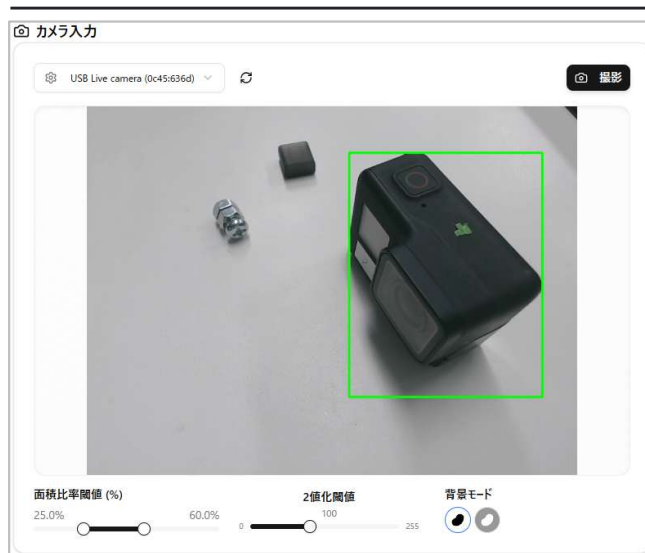 カメラ入力
USB Live camera (0c45:636d)
撮影
面積比率閾値 (%)
25.0%
60.0%
2値化閾値
100
0
255
背景モード